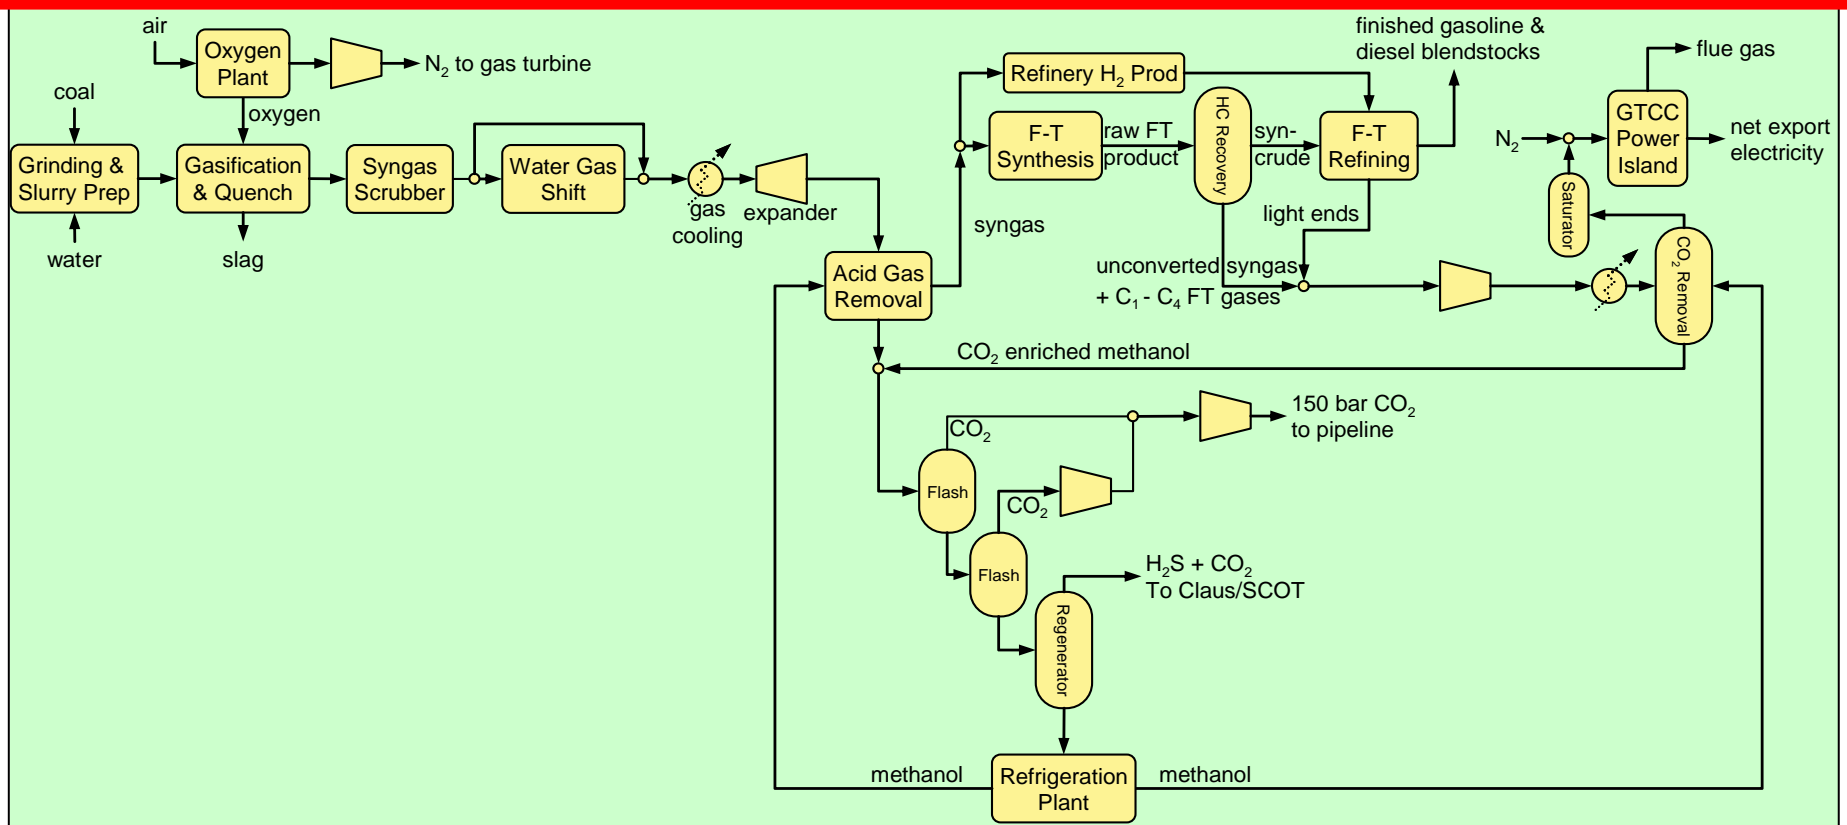 air
Oxygen
Plant
N₂ to gas turbine
coal
oxygen
Grinding &
Slurry Prep
Gasification
& Quench
Syngas
Scrubber
Water Gas
Shift
gas
cooling
expander
water
slag
Acid Gas
Removal
syngas
Refinery H₂ Prod
F-T
Synthesis
raw FT
product
HC Recovery
syn-
crude
F-T
Refining
finished gasoline &
diesel blendstocks
light ends
unconverted syngas
+ C₁ - C₄ FT gases
N₂
Saturator
GTCC
Power
Island
flue gas
net export
electricity
CO₂ Removal
CO₂ enriched methanol
CO₂
150 bar CO₂
to pipeline
Flash
CO₂
Flash
H₂S + CO₂
To Claus/SCOT
Regenerator
methanol
Refrigeration
Plant
methanol